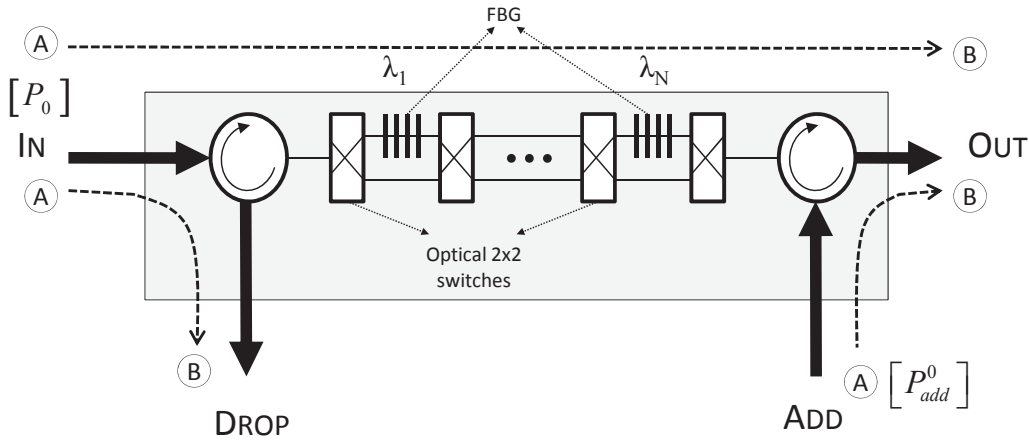 FBG
A
B
λ1
λN
[P0]
IN
OUT
A
B
Optical 2x2
switches
B
A [P0add]
DROP
ADD